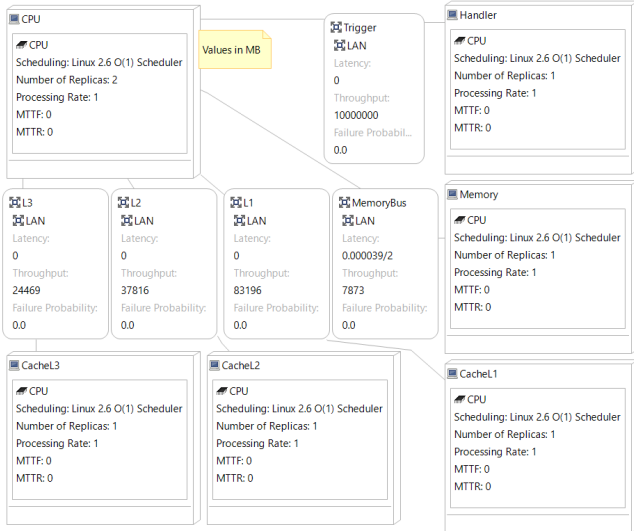 CPU
CPU
Scheduling: Linux 2.6 O(1) Scheduler
Number of Replicas: 2
Processing Rate: 1
MTTF: 0
MTTR: 0
Values in MB
Trigger
LAN
Latency:
0
Throughput:
10000000
Failure Probabil...
0.0
Handler
CPU
Scheduling: Linux 2.6 O(1) Scheduler
Number of Replicas: 1
Processing Rate: 1
MTTF: 0
MTTR: 0
L3
LAN
Latency:
0
Throughput:
24469
Failure Probability:
0.0
L2
LAN
Latency:
0
Throughput:
37816
Failure Probability:
0.0
L1
LAN
Latency:
0
Throughput:
83196
Failure Probability:
0.0
MemoryBus
LAN
Latency:
0.000039/2
Throughput:
7873
Failure Probability:
0.0
Memory
CPU
Scheduling: Linux 2.6 O(1) Scheduler
Number of Replicas: 1
Processing Rate: 1
MTTF: 0
MTTR: 0
CacheL3
CPU
Scheduling: Linux 2.6 O(1) Scheduler
Number of Replicas: 1
Processing Rate: 1
MTTF: 0
MTTR: 0
CacheL2
CPU
Scheduling: Linux 2.6 O(1) Scheduler
Number of Replicas: 1
Processing Rate: 1
MTTF: 0
MTTR: 0
CacheL1
CPU
Scheduling: Linux 2.6 O(1) Scheduler
Number of Replicas: 1
Processing Rate: 1
MTTF: 0
MTTR: 0